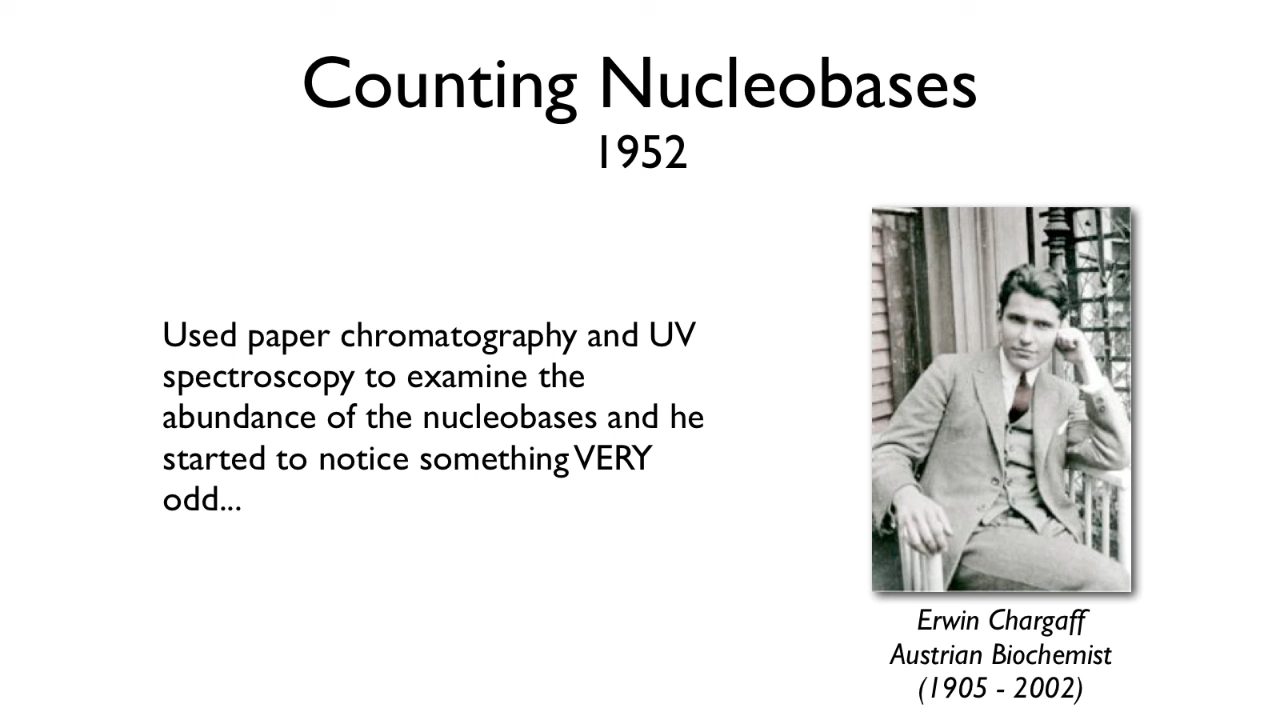 Counting Nucleobases
1952
Used paper chromatography and UV
spectroscopy to examine the
abundance of the nucleobases and he
started to notice something VERY
odd...
Erwin Chargaff
Austrian Biochemist
(1905 - 2002)